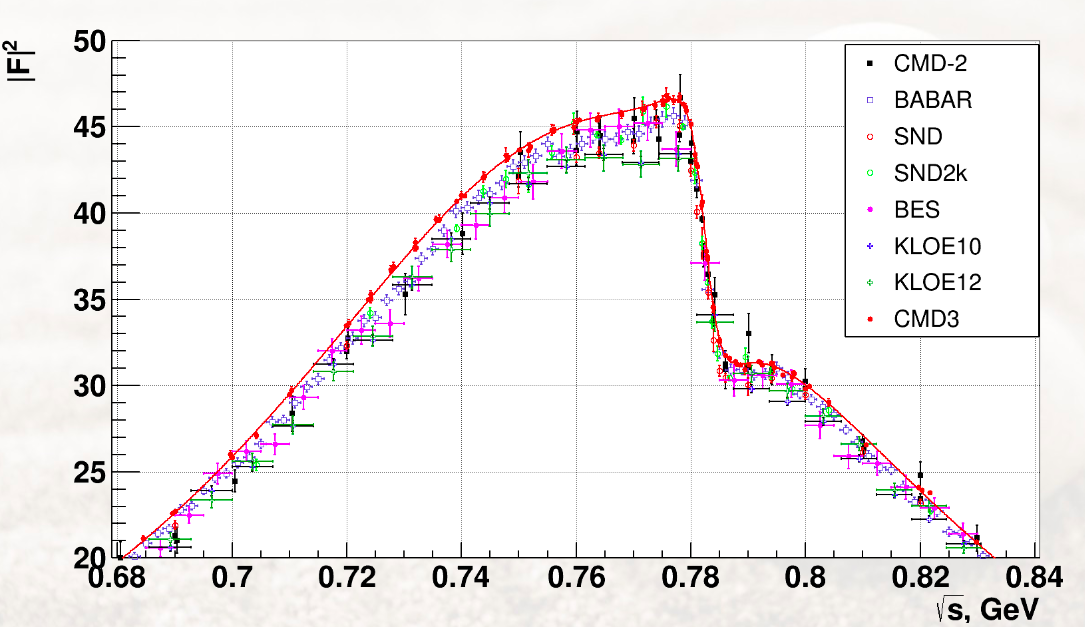 |F|²
50
45
40
35
30
25
20
0.68 0.7 0.72 0.74 0.76 0.78 0.8 0.82 0.84
√s, GeV
CMD-2
BABAR
SND
SND2k
BES
KLOE10
KLOE12
CMD3